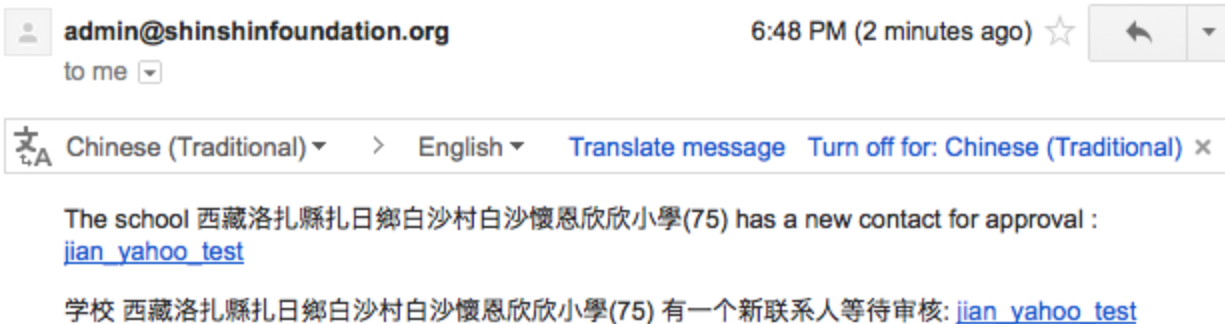 admin@shinshinfoundation.org 6:48 PM (2 minutes ago)
to me
文A Chinese (Traditional) > English Translate message Turn off for: Chinese (Traditional) ×
The school 西藏洛扎縣扎日鄉白沙村白沙懷恩欣欣小學(75) has a new contact for approval :
jian_yahoo_test
学校 西藏洛扎縣扎日鄉白沙村白沙懷恩欣欣小學(75) 有一个新联系人等待审核: jian_yahoo_test